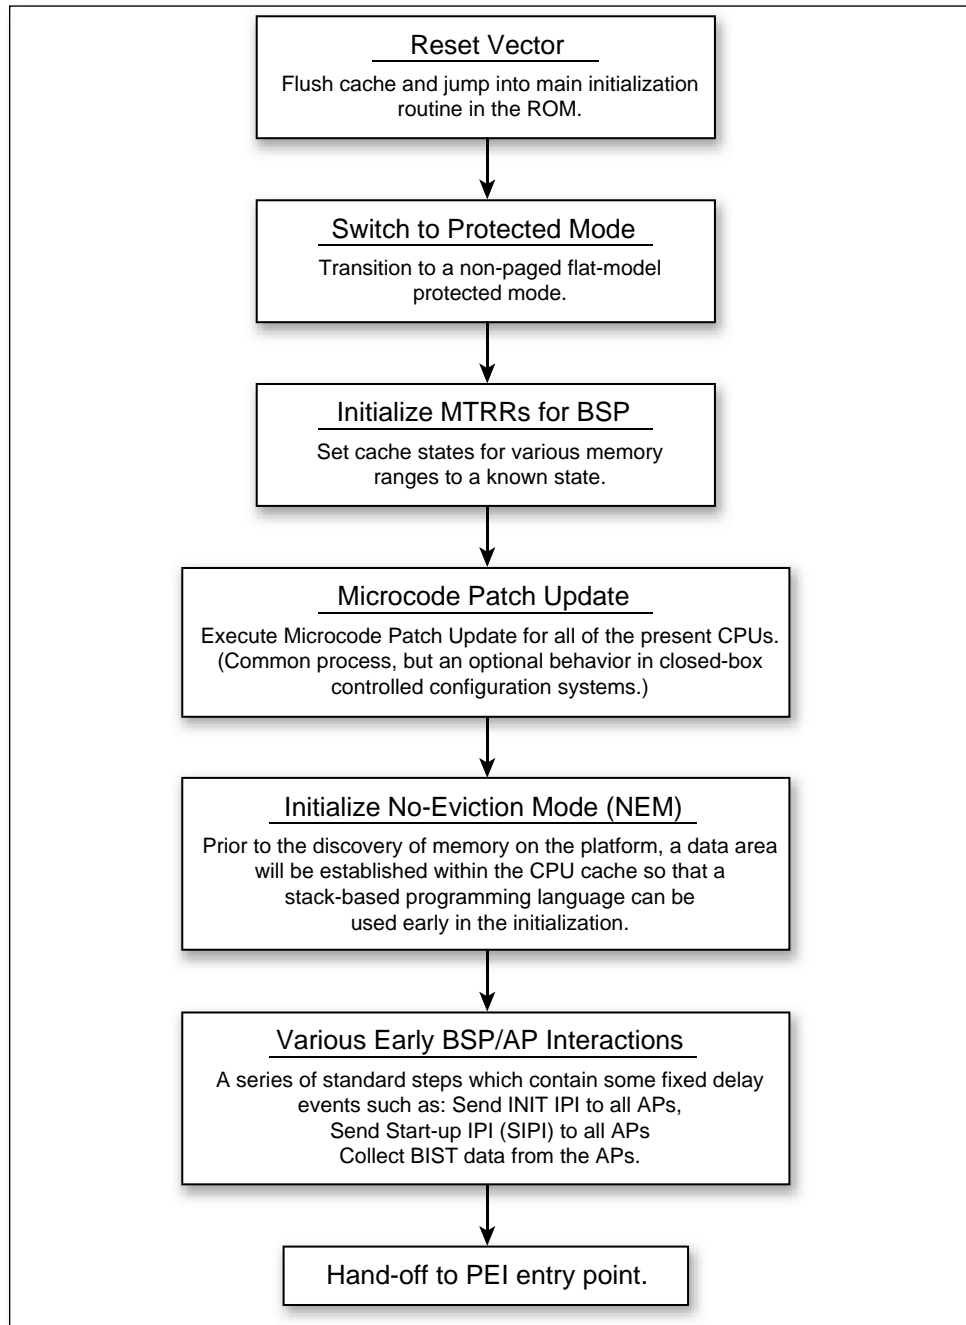 Reset Vector
Flush cache and jump into main initialization
routine in the ROM.
Switch to Protected Mode
Transition to a non-paged flat-model
protected mode.
Initialize MTRRs for BSP
Set cache states for various memory
ranges to a known state.
Microcode Patch Update
Execute Microcode Patch Update for all of the present CPUs.
(Common process, but an optional behavior in closed-box
controlled configuration systems.)
Initialize No-Eviction Mode (NEM)
Prior to the discovery of memory on the platform, a data area
will be established within the CPU cache so that a
stack-based programming language can be
used early in the initialization.
Various Early BSP/AP Interactions
A series of standard steps which contain some fixed delay
events such as: Send INIT IPI to all APs,
Send Start-up IPI (SIPI) to all APs
Collect BIST data from the APs.
Hand-off to PEI entry point.